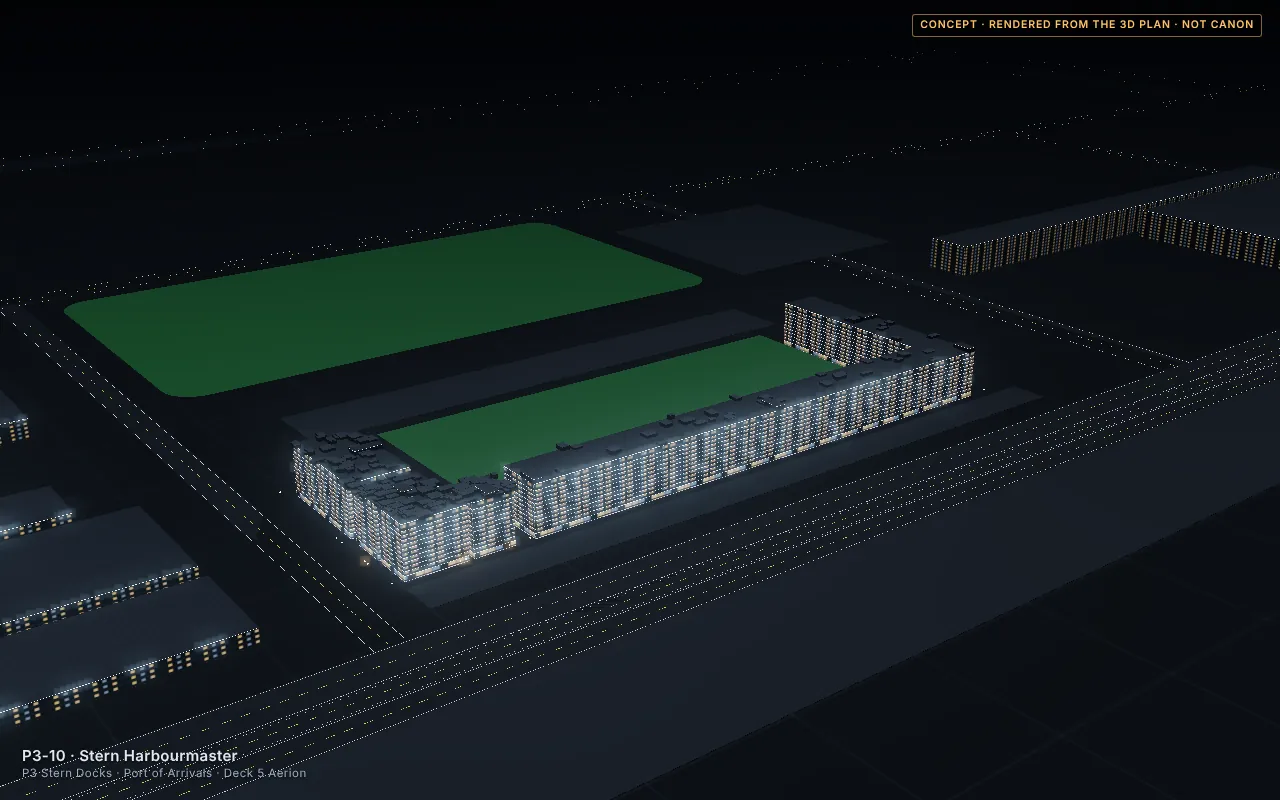 CONCEPT · RENDERED FROM THE 3D PLAN · NOT CANON
P3-10 · Stern Harbourmaster
P3 Stern Docks · Port of Arrivals · Deck 5 Aerion